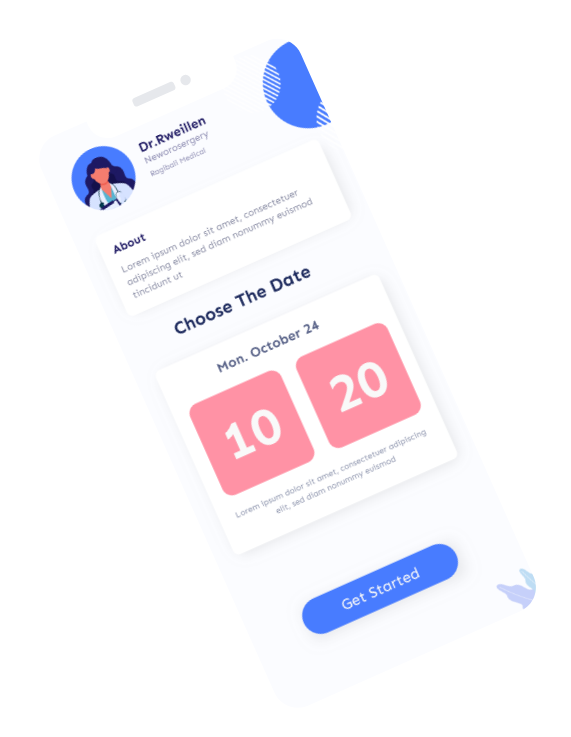 Dr.Rweillen
Neworosergery
Ragiball Medical
About
Lorem ipsum dolor sit amet, consectetuer
adipiscing elit, sed diam nonummy euismod
tincidunt ut
Choose The Date
Mon. October 24
10 20
Lorem ipsum dolor sit amet, consectetuer adipiscing
elit, sed diam nonummy euismod
Get Started